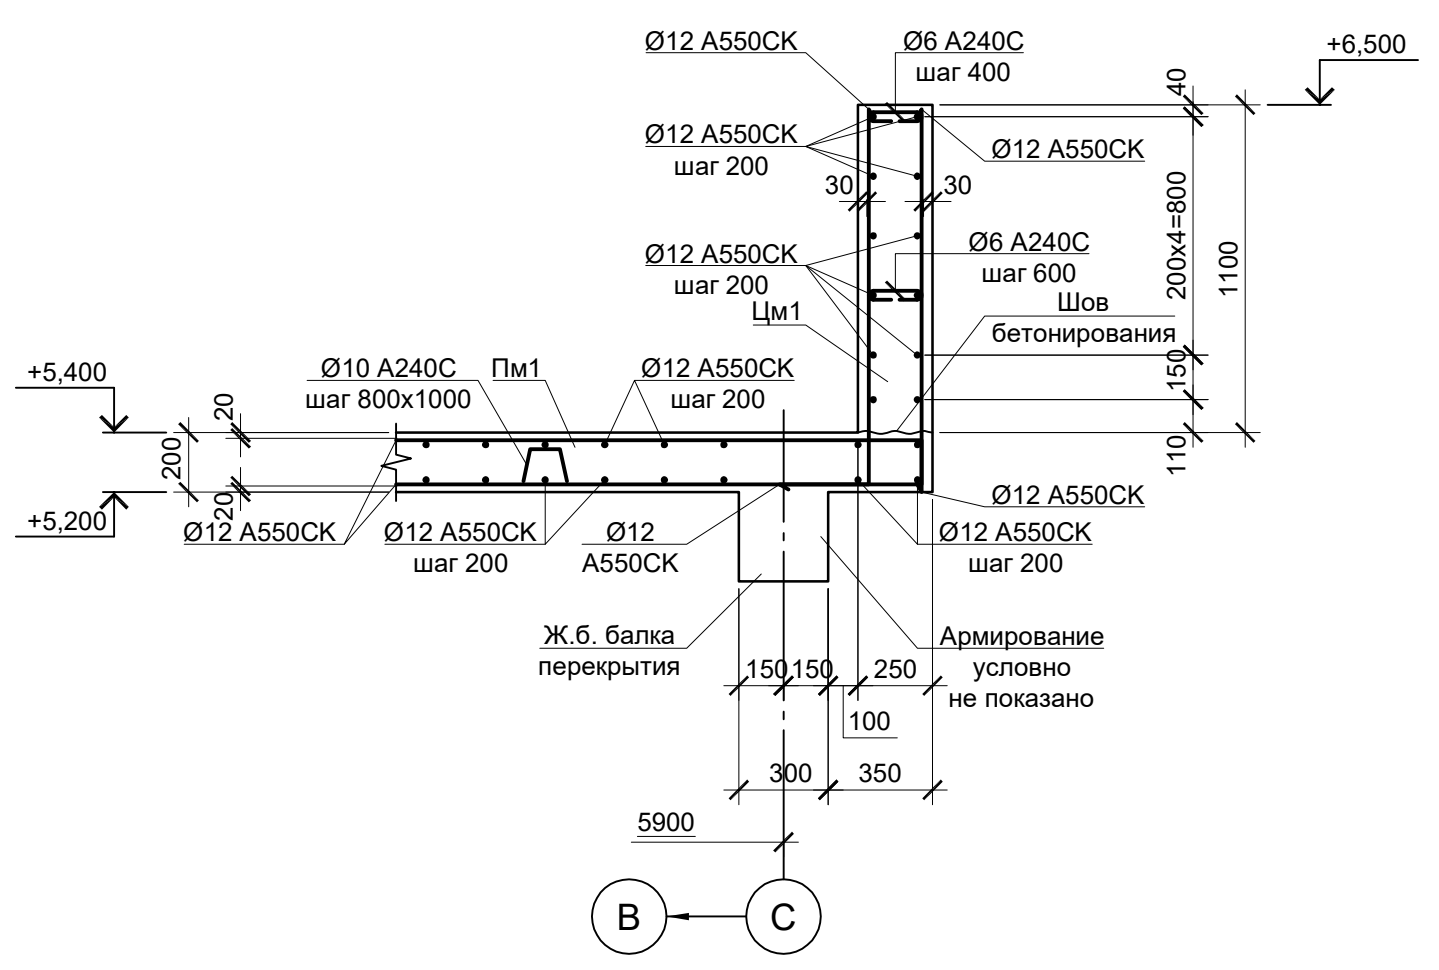 Ø12 A550CK
Ø6 A240C
шаг 400
+6,500
40
Ø12 A550CK
шаг 200
Ø12 A550CK
30
30
200x4=800
1100
Ø12 A550CK
шаг 200
Ø6 A240C
шаг 600
Цм1
Шов
бетонирования
+5,400
20
Ø10 A240C
шаг 800x1000
Пм1
Ø12 A550CK
шаг 200
150
200
110
20
+5,200
Ø12 A550CK
Ø12 A550CK
шаг 200
Ø12
A550CK
Ø12 A550CK
Ø12 A550CK
шаг 200
Ж.б. балка
перекрытия
Армирование
условно
не показано
150
150
250
100
300
350
5900
B
C